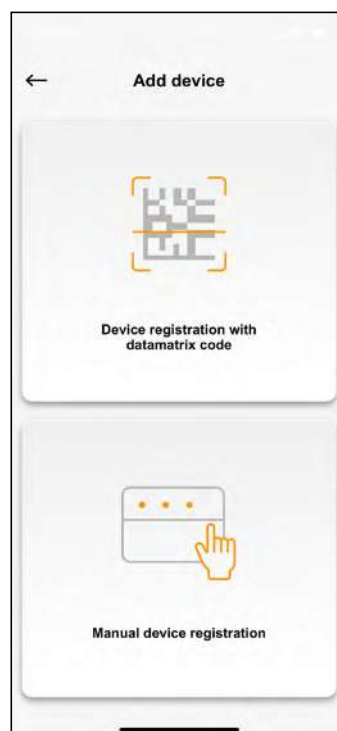 Add device
Device registration with
datamatrix code
Manual device registration